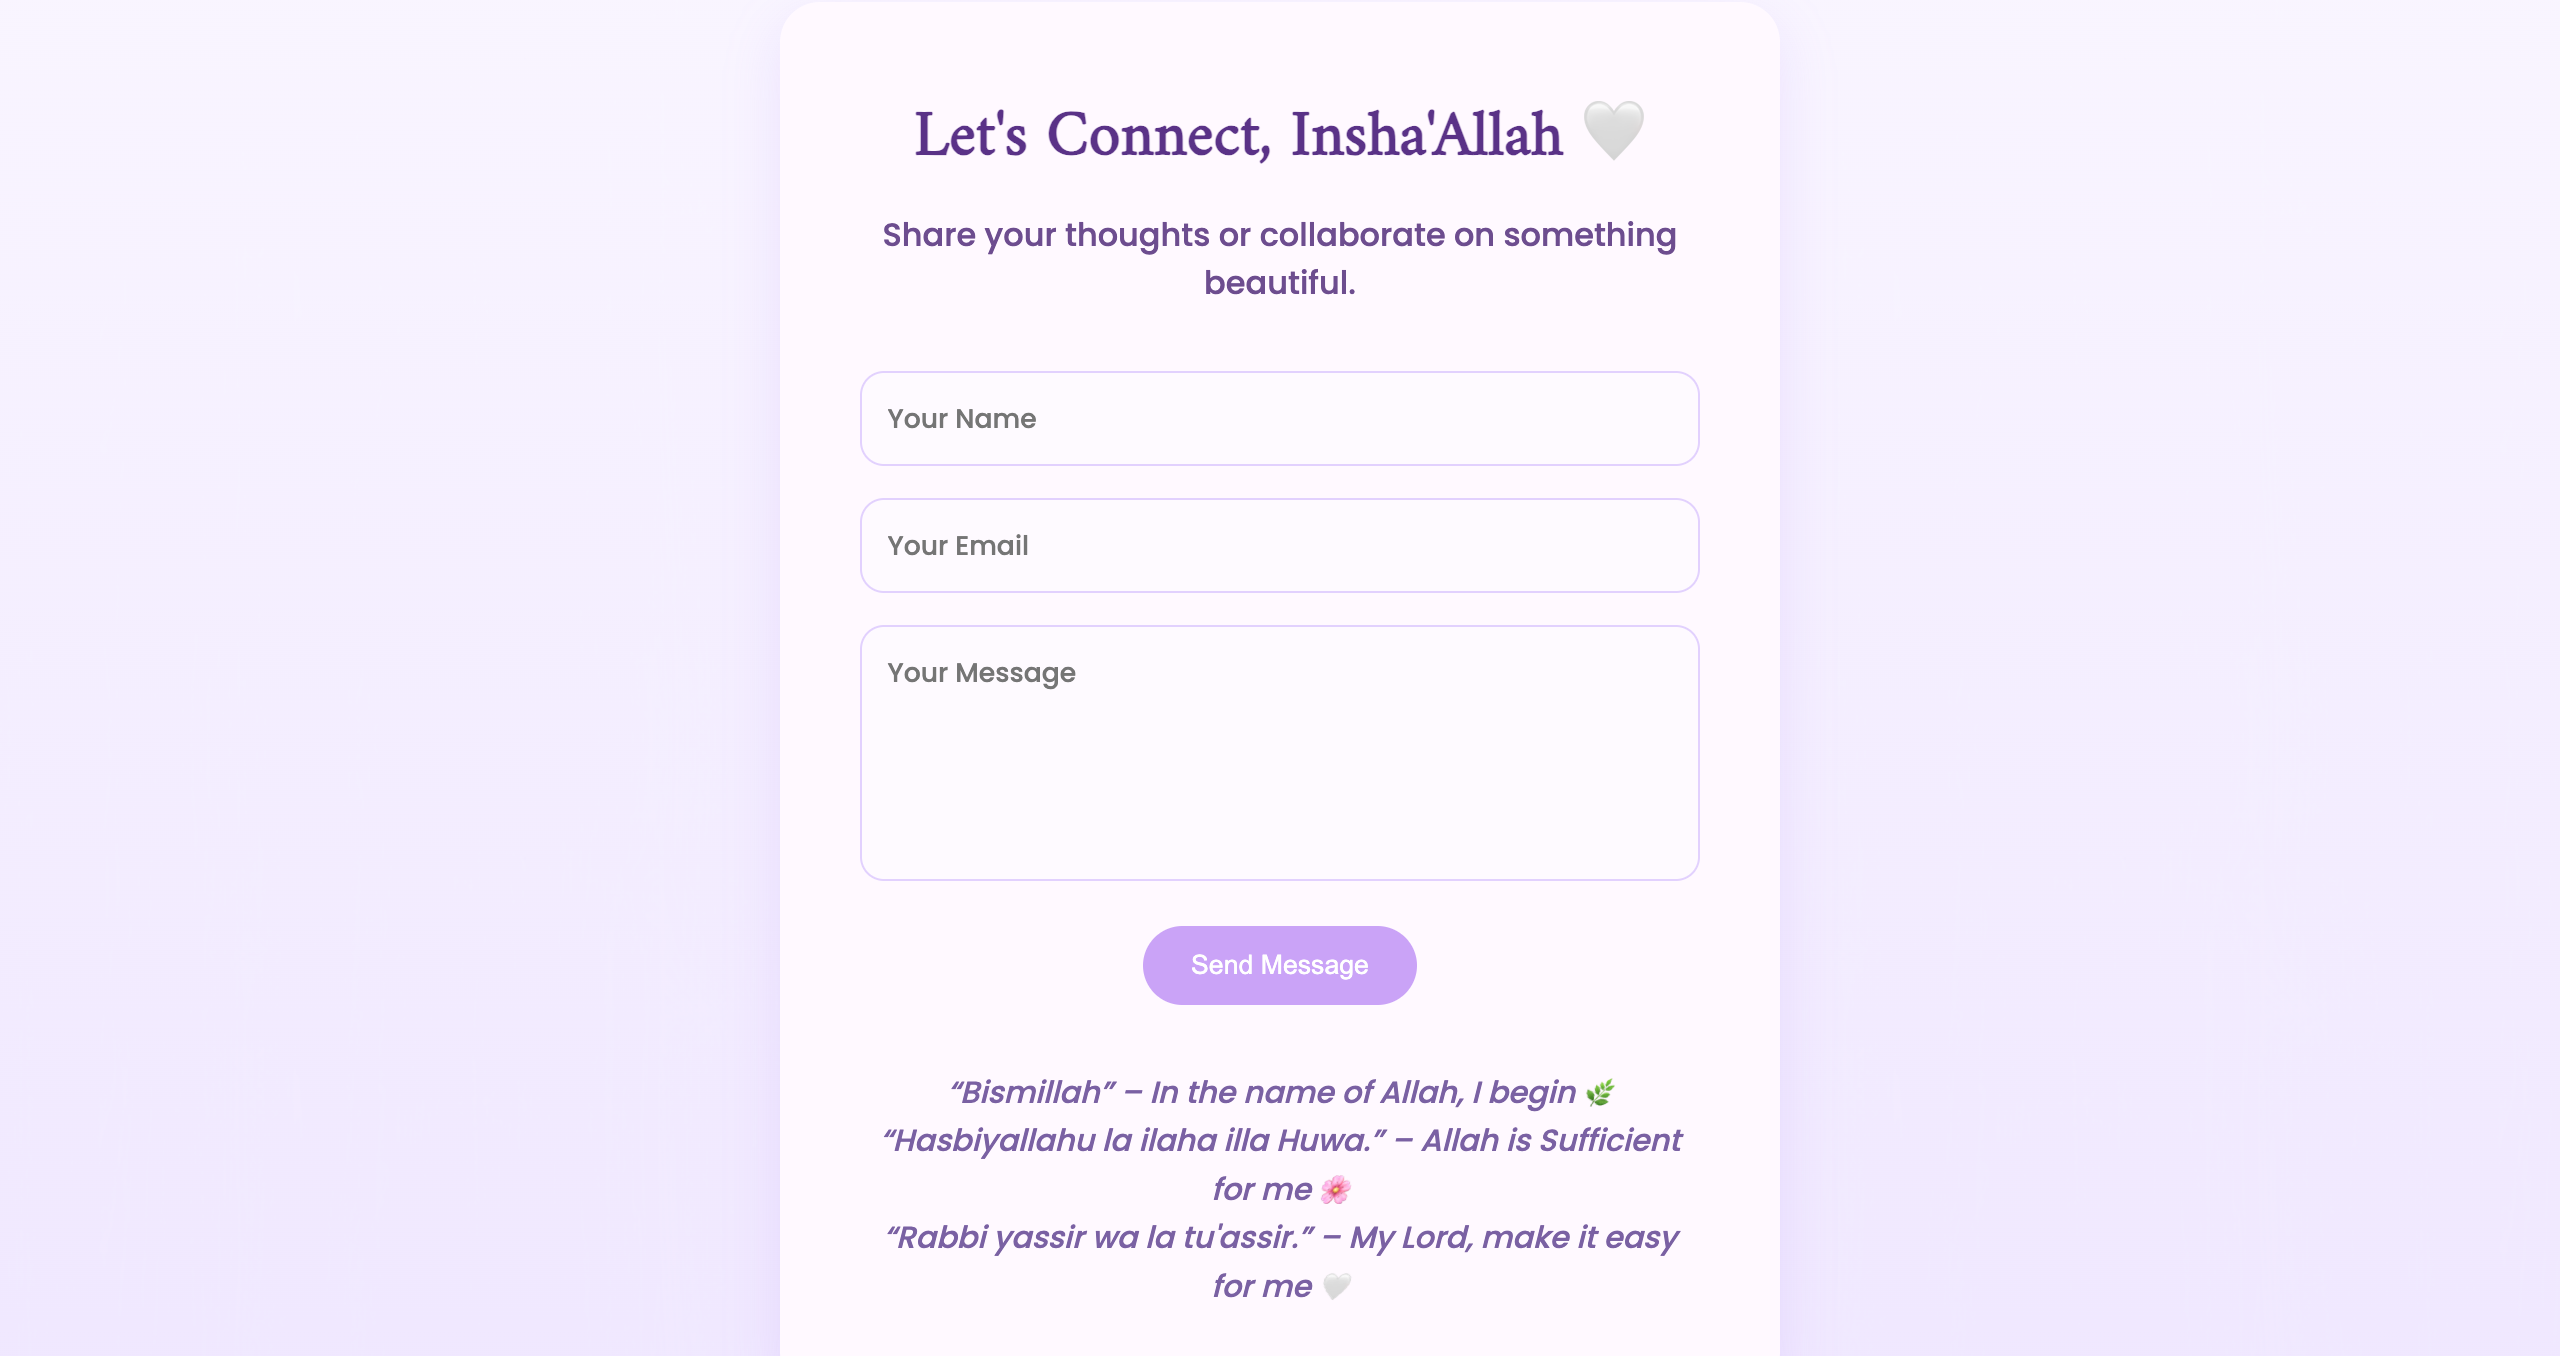 Let's Connect, Insha'Allah 🤍
Share your thoughts or collaborate on something
beautiful.
Your Name
Your Email
Your Message
Send Message
“Bismillah” – In the name of Allah, I begin 🌿
“Hasbiyallahu la ilaha illa Huwa.” – Allah is Sufficient
for me 🌸
“Rabbi yassir wa la tu'assir.” – My Lord, make it easy
for me 🤍